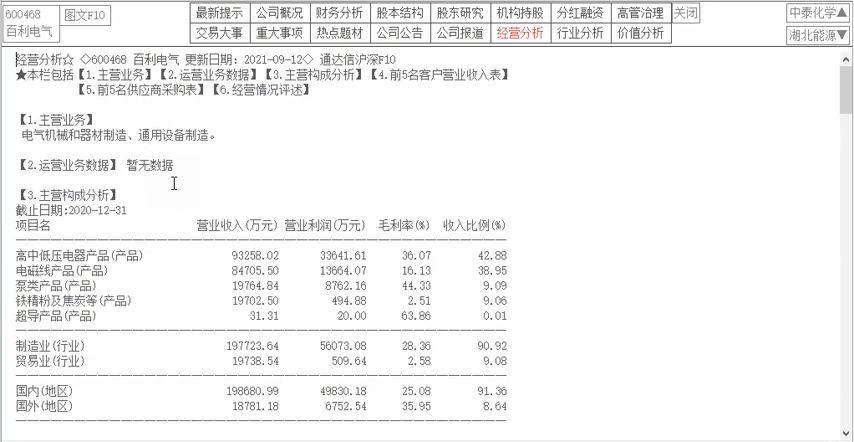 600468 图文F10 最新提示 公司概况 财务分析 股本结构 股东研究 机构持股 分红融资 高管治理 关闭 中泰化学▲
百利电气 交易大事 重大事项 热点题材 公司公告 公司报道 经营分析 行业分析 价值分析 湖北能源▼
经营分析☆ ◇600468 百利电气 更新日期: 2021-09-12◇ 通达信沪深F10
★本栏包括【1.主营业务】【2.运营业务数据】【3.主营构成分析】【4.前5名客户营业收入表】
【5.前5名供应商采购表】【6.经营情况评述】
【1.主营业务】
电气机械和器材制造、通用设备制造。
【2.运营业务数据】 暂无数据
【3.主营构成分析】
截止日期:2020-12-31
项目名 营业收入(万元) 营业利润(万元) 毛利率(%) 收入比例(%)
高中低压电器产品(产品) 93258.02 33641.61 36.07 42.88
电磁线产品(产品) 84705.50 13664.07 16.13 38.95
泵类产品(产品) 19764.84 8762.16 44.33 9.09
铁精粉及焦炭等(产品) 19702.50 494.88 2.51 9.06
超导产品(产品) 31.31 20.00 63.86 0.01
制造业(行业) 197723.64 56073.08 28.36 90.92
贸易业(行业) 19738.54 509.64 2.58 9.08
国内(地区) 198680.99 49830.18 25.08 91.36
国外(地区) 18781.18 6752.54 35.95 8.64